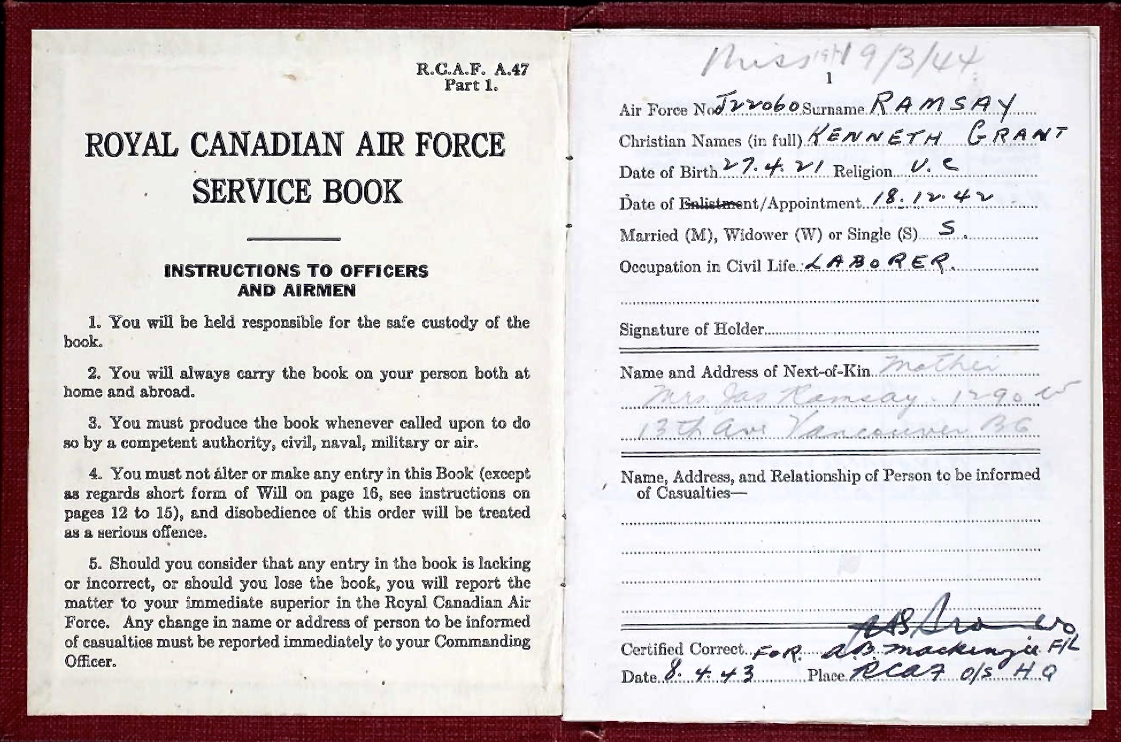 R.C.A.F. A.47
Part 1.
ROYAL CANADIAN AIR FORCE
SERVICE BOOK
INSTRUCTIONS TO OFFICERS
AND AIRMEN
1. You will be held responsible for the safe custody of the
book.
2. You will always carry the book on your person both at
home and abroad.
3. You must produce the book whenever called upon to do
so by a competent authority, civil, naval, military or air.
4. You must not alter or make any entry in this Book (except
as regards short form of Will on page 16, see instructions on
pages 12 to 15), and disobedience of this order will be treated
as a serious offence.
5. Should you consider that any entry in the book is lacking
or incorrect, or should you lose the book, you will report the
matter to your immediate superior in the Royal Canadian Air
Force. Any change in name or address of person to be informed
of casualties must be reported immediately to your Commanding
Officer.
19/3/44
1
Air Force No. J22060 Surname RAMSAY
Christian Names (in full) KENNETH GRANT
Date of Birth 27.4.21 Religion U.C
Date of Enlistment/Appointment 18.12.42
Married (M), Widower (W) or Single (S) S.
Occupation in Civil Life LABORER.
Signature of Holder
Name and Address of Next-of-Kin Mother
Mrs Jas Ramsay. 1290 W
13th Ave Vancouver BC
Name, Address, and Relationship of Person to be informed
of Casualties—
Certified Correct FOR A.B. Mackenzie F/L
Date 8.4.43 Place RCAF O/S H.Q